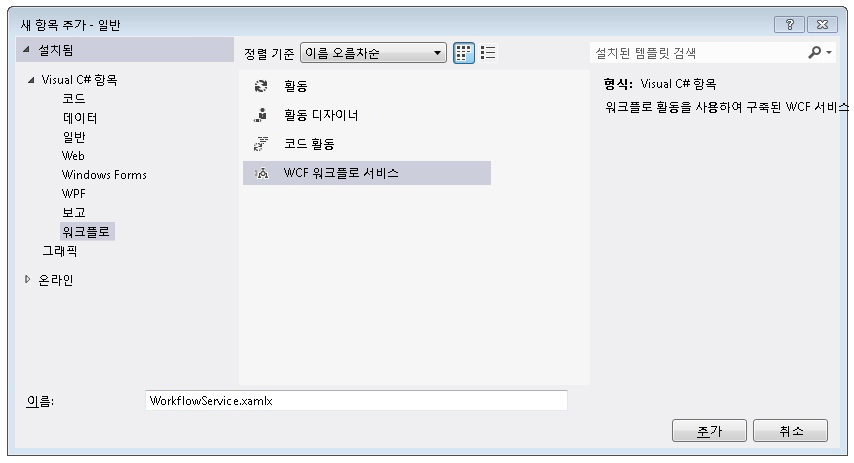 새 항목 추가 - 일반
설치됨
정렬 기준 이름 오름차순
설치된 템플릿 검색
Visual C# 항목
코드
데이터
일반
Web
Windows Forms
WPF
보고
워크플로
그래픽
온라인
활동
활동 디자이너
코드 활동
WCF 워크플로 서비스
형식: Visual C# 항목
워크플로 활동을 사용하여 구축된 WCF 서비스
이름: WorkflowService.xamlx
추가 취소